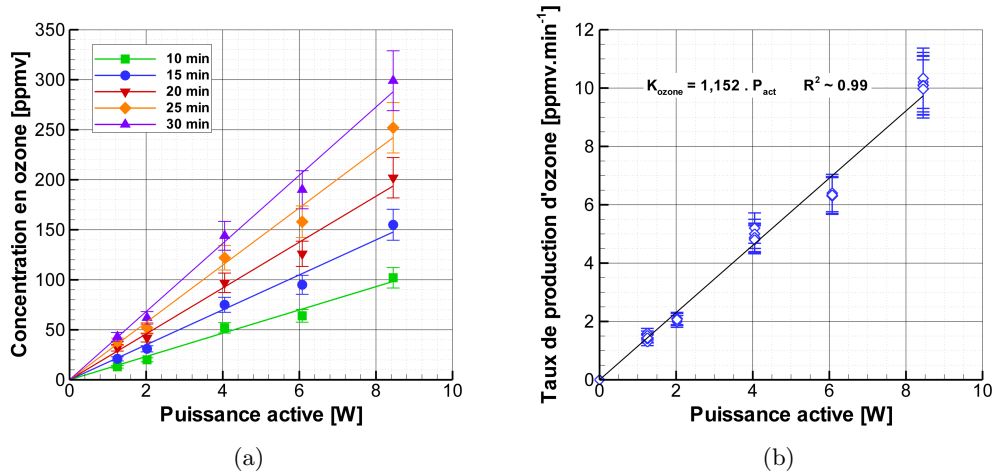 350
300
250
200
150
100
50
0
Concentration en ozone [ppmv]
10 min
15 min
20 min
25 min
30 min
0 2 4 6 8 10
Puissance active [W]
(a)
12
10
8
6
4
2
0
Taux de production d'ozone [ppmv.min⁻¹]
Kozone = 1,152 . Pact R² ~ 0.99
0 2 4 6 8 10
Puissance active [W]
(b)